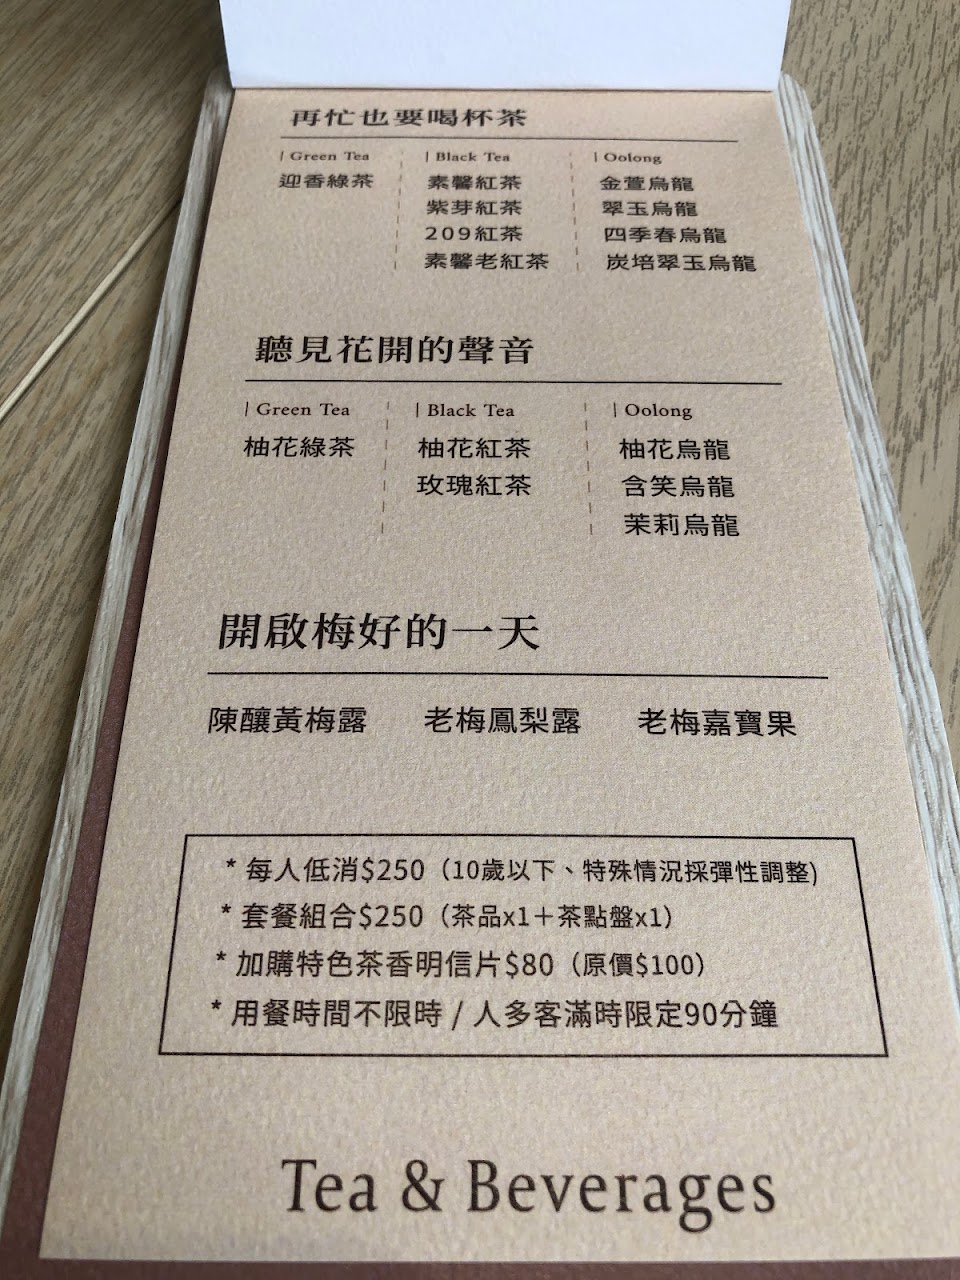 再忙也要喝杯茶
| Green Tea | Black Tea | Oolong
迎香綠茶 素馨紅茶 金萱烏龍
紫芽紅茶 翠玉烏龍
209紅茶 四季春烏龍
素馨老紅茶 炭培翠玉烏龍
聽見花開的聲音
| Green Tea | Black Tea | Oolong
柚花綠茶 柚花紅茶 柚花烏龍
玫瑰紅茶 含笑烏龍
茉莉烏龍
開啟梅好的一天
陳釀黃梅露 老梅鳳梨露 老梅嘉寶果
* 每人低消$250（10歲以下、特殊情況採彈性調整)
* 套餐組合$250（茶品x1＋茶點盤x1）
* 加購特色茶香明信片$80（原價$100）
* 用餐時間不限時 / 人多客滿時限定90分鐘
Tea & Beverages